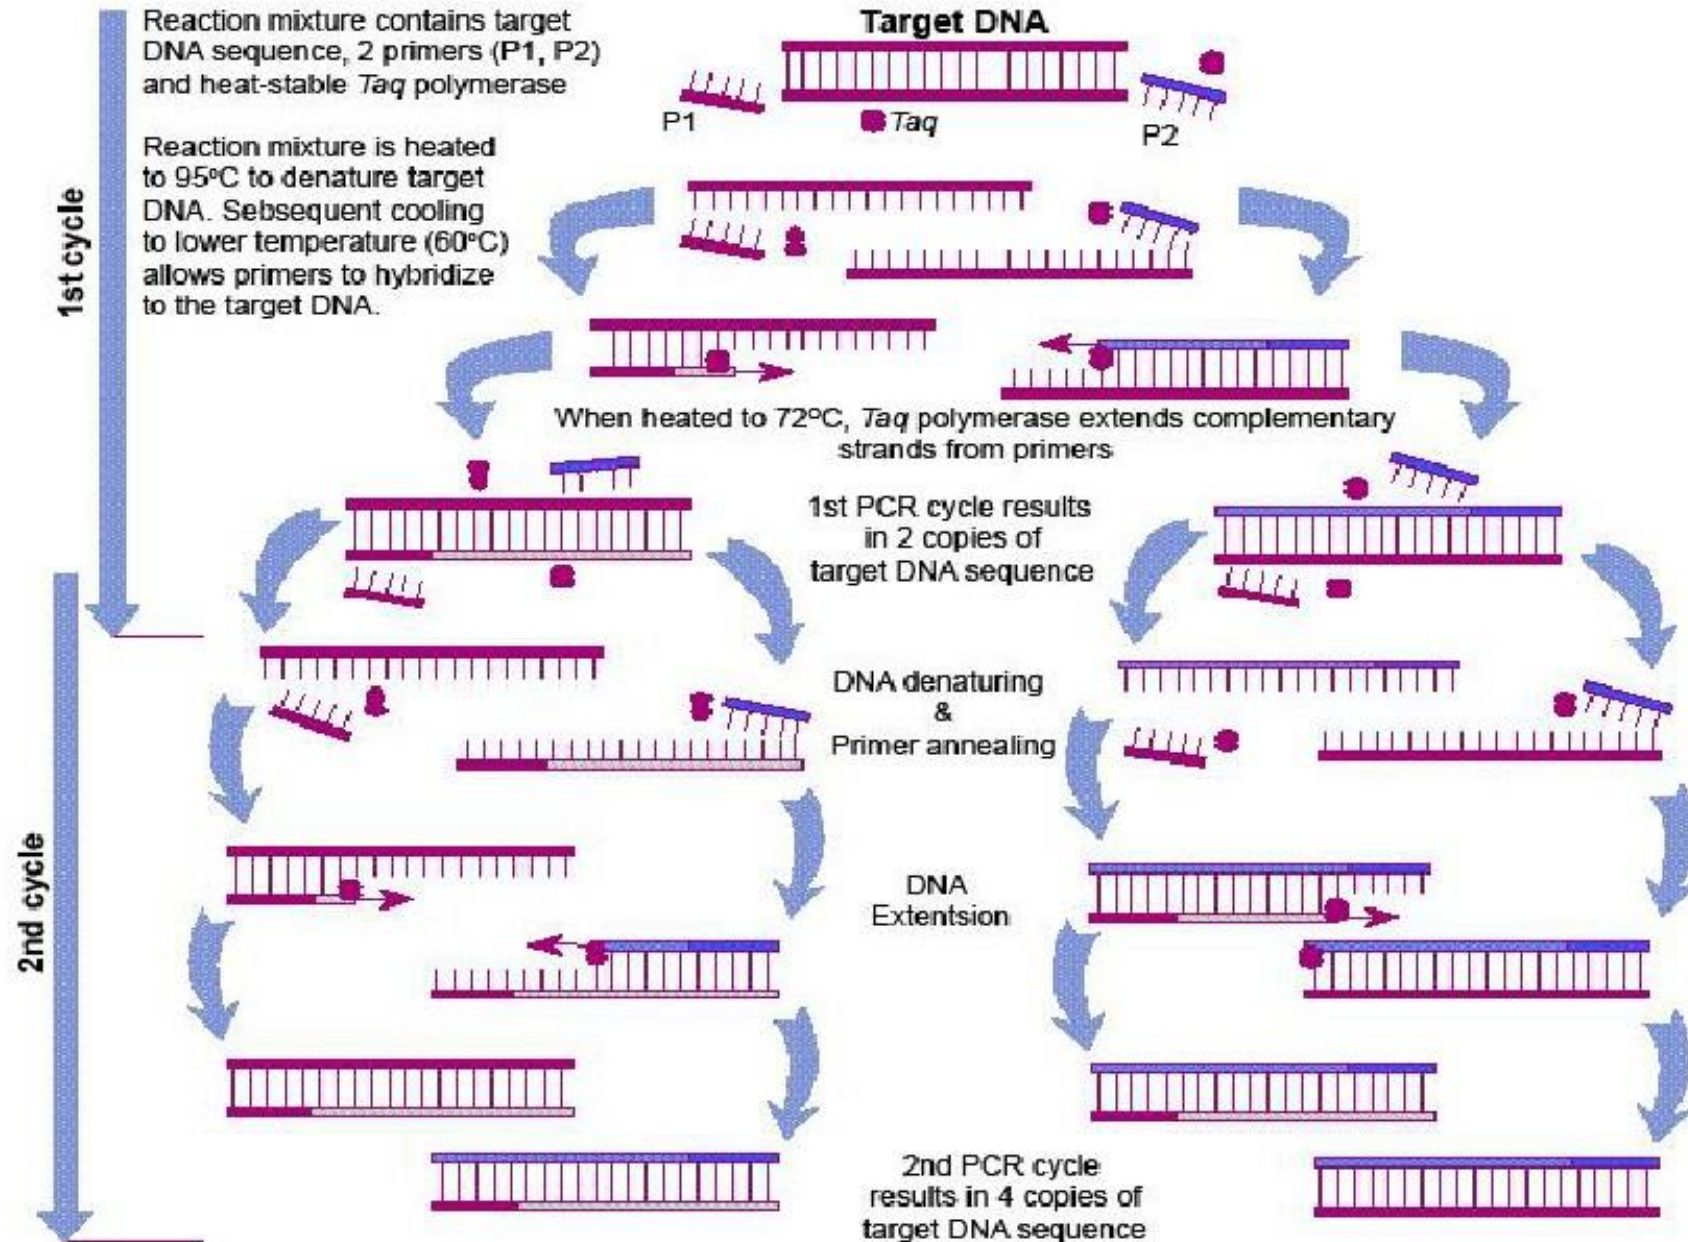 Reaction mixture contains target
DNA sequence, 2 primers (P1, P2)
and heat-stable Taq polymerase
Target DNA
P1
Taq
P2
Reaction mixture is heated
to 95°C to denature target
DNA. Sebsequent cooling
to lower temperature (60°C)
allows primers to hybridize
to the target DNA.
1st cycle
When heated to 72°C, Taq polymerase extends complementary
strands from primers
1st PCR cycle results
in 2 copies of
target DNA sequence
DNA denaturing
&
Primer annealing
2nd cycle
DNA
Extentsion
2nd PCR cycle
results in 4 copies of
target DNA sequence